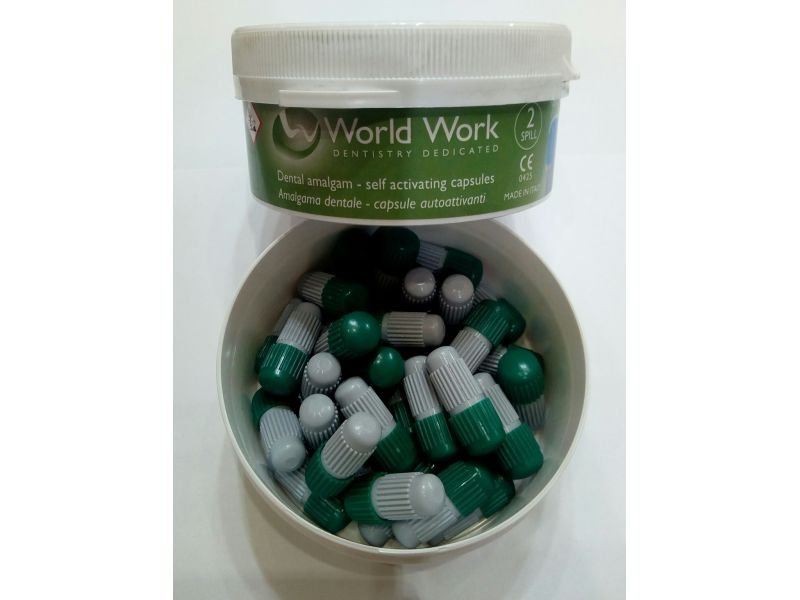 World Work
DENTISTRY DEDICATED
2
SPILL
CE
0425
Dental amalgam - self activating capsules
Amalgama dentale - capsule autoattivanti
MADE IN ITALY